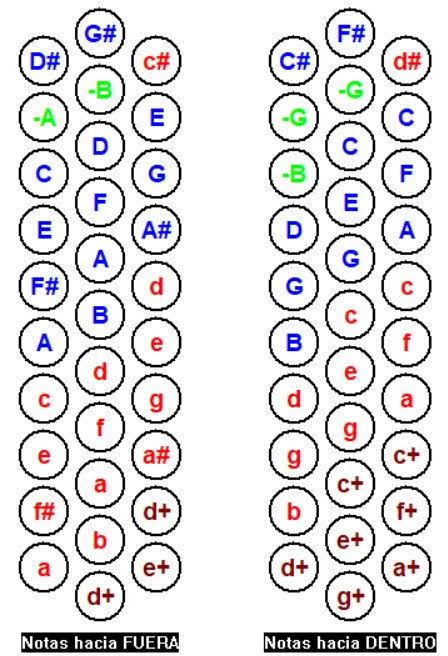 G# F#
D# c# C# d#
-B -G
-A E -G C
D C
C G -B F
F E
E A# D A
A G
F# d G c
B c
A e B f
d e
c g d a
f g
e a# g c+
a c+
f# d+ b f+
b e+
a e+ d+ a+
d+ g+
Notas hacia FUERA Notas hacia DENTRO